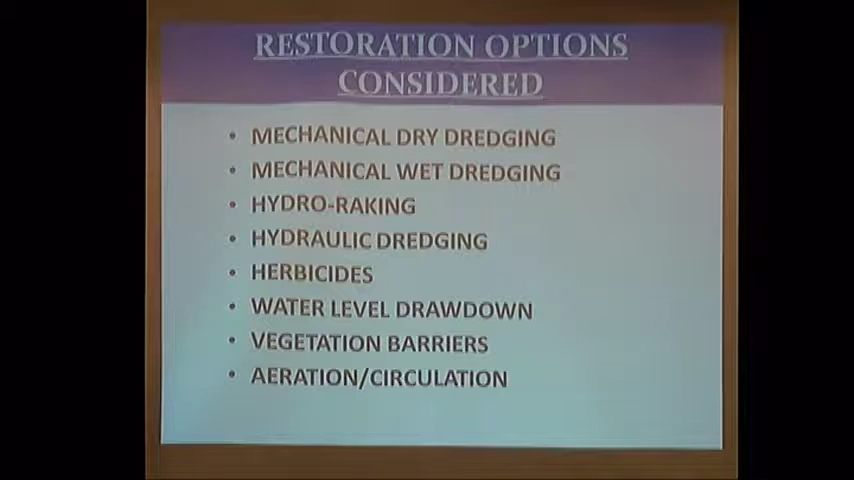 RESTORATION OPTIONS
CONSIDERED
• MECHANICAL DRY DREDGING
• MECHANICAL WET DREDGING
• HYDRO-RAKING
• HYDRAULIC DREDGING
• HERBICIDES
• WATER LEVEL DRAWDOWN
• VEGETATION BARRIERS
• AERATION/CIRCULATION